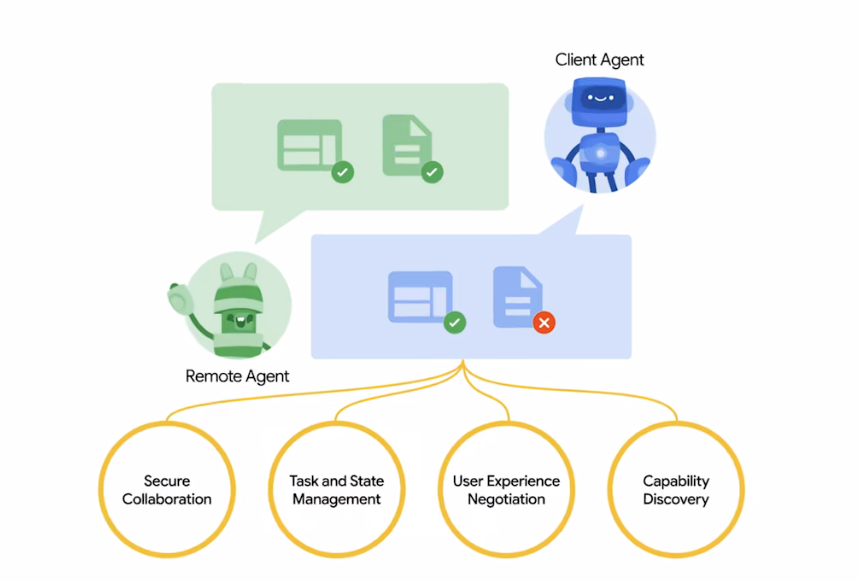 Client Agent
Remote Agent
Secure
Collaboration
Task and State
Management
User Experience
Negotiation
Capability
Discovery